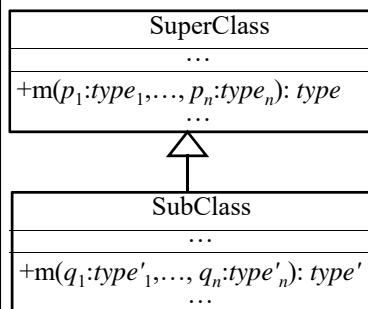 SuperClass
…
+m(p₁:type₁,…, pₙ:typeₙ): type
…
SubClass
…
+m(q₁:type'₁,…, qₙ:type'ₙ): type'
…